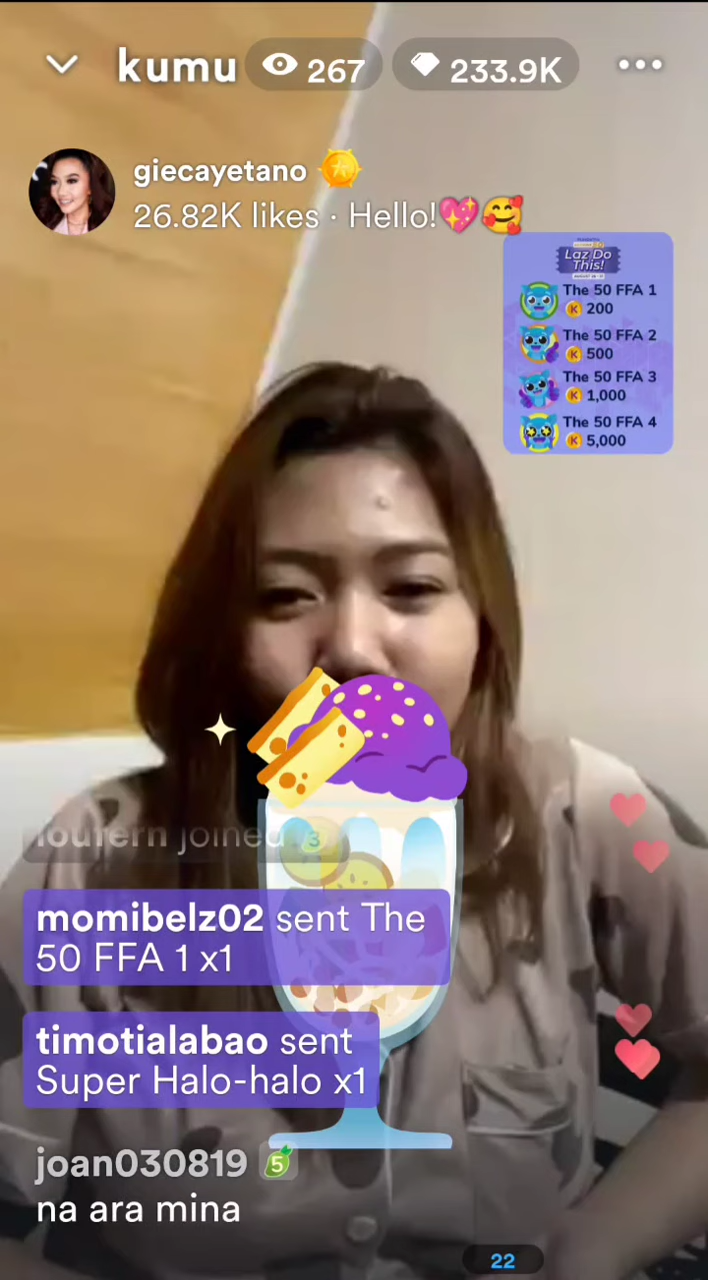 kumu 267 233.9K
giecayetano
26.82K likes · Hello!💖🥰
Laz Do
This!
The 50 FFA 1
K 200
The 50 FFA 2
K 500
The 50 FFA 3
K 1,000
The 50 FFA 4
K 5,000
loufern joined 3
momibelz02 sent The
50 FFA 1 x1
timotialabao sent
Super Halo-halo x1
joan030819 5
na ara mina
22